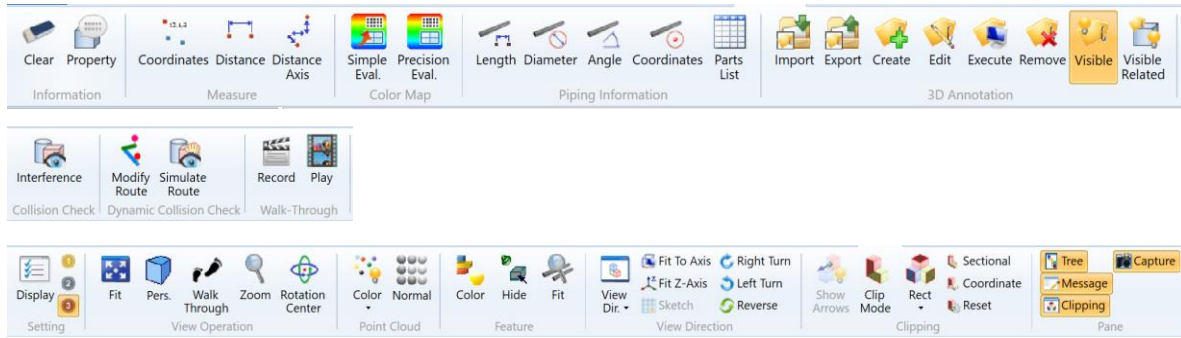 Clear Property Coordinates Distance Distance Axis Simple Eval. Precision Eval. Length Diameter Angle Coordinates Parts List Import Export Create Edit Execute Remove Visible Visible Related
Information Measure Color Map Piping Information 3D Annotation
Interference Modify Route Simulate Route Record Play
Collision Check Dynamic Collision Check Walk-Through
Display 1 2 3 Fit Pers. Walk Through Zoom Rotation Center Color Normal Color Hide Fit View Dir. Fit To Axis Right Turn Show Arrows Clip Mode Rect Sectional Tree Capture
Fit Z-Axis Left Turn Coordinate Message
Sketch Reverse Reset Clipping
Setting View Operation Point Cloud Feature View Direction Clipping Pane